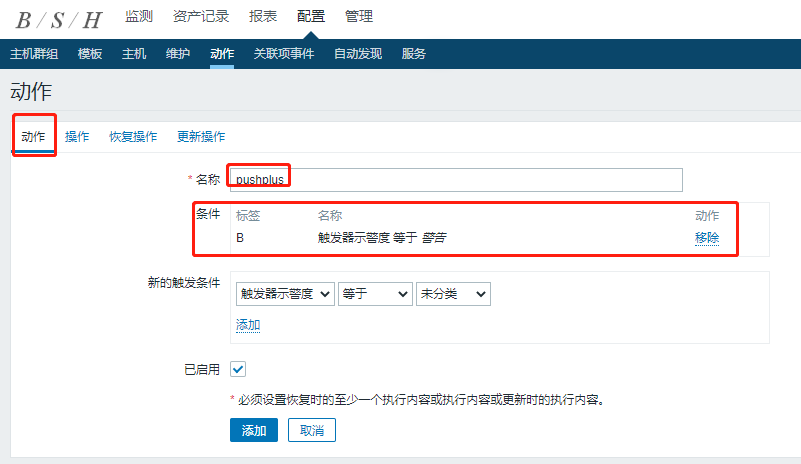 B / S / H 监测 资产记录 报表 配置 管理
主机群组 模板 主机 维护 动作 关联项事件 自动发现 服务
动作
动作 操作 恢复操作 更新操作
* 名称 pushplus
条件 标签 名称 动作
B 触发器示警度 等于 警告 移除
新的触发条件
触发器示警度 等于 未分类
添加
已启用
* 必须设置恢复时的至少一个执行内容或执行内容或更新时的执行内容。
添加 取消